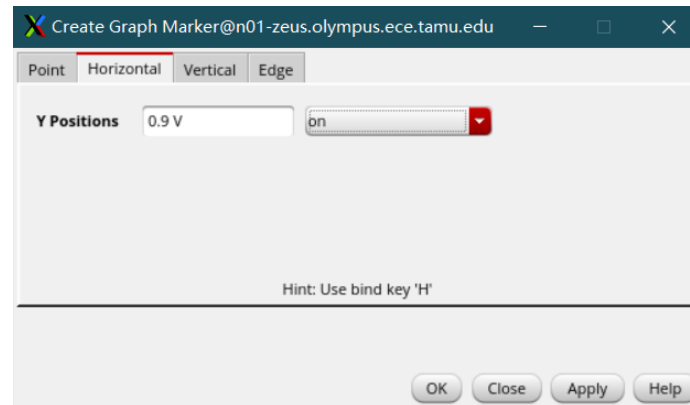 Create Graph Marker@n01-zeus.olympus.ece.tamu.edu
Point Horizontal Vertical Edge
Y Positions 0.9 V on
Hint: Use bind key 'H'
OK Close Apply Help